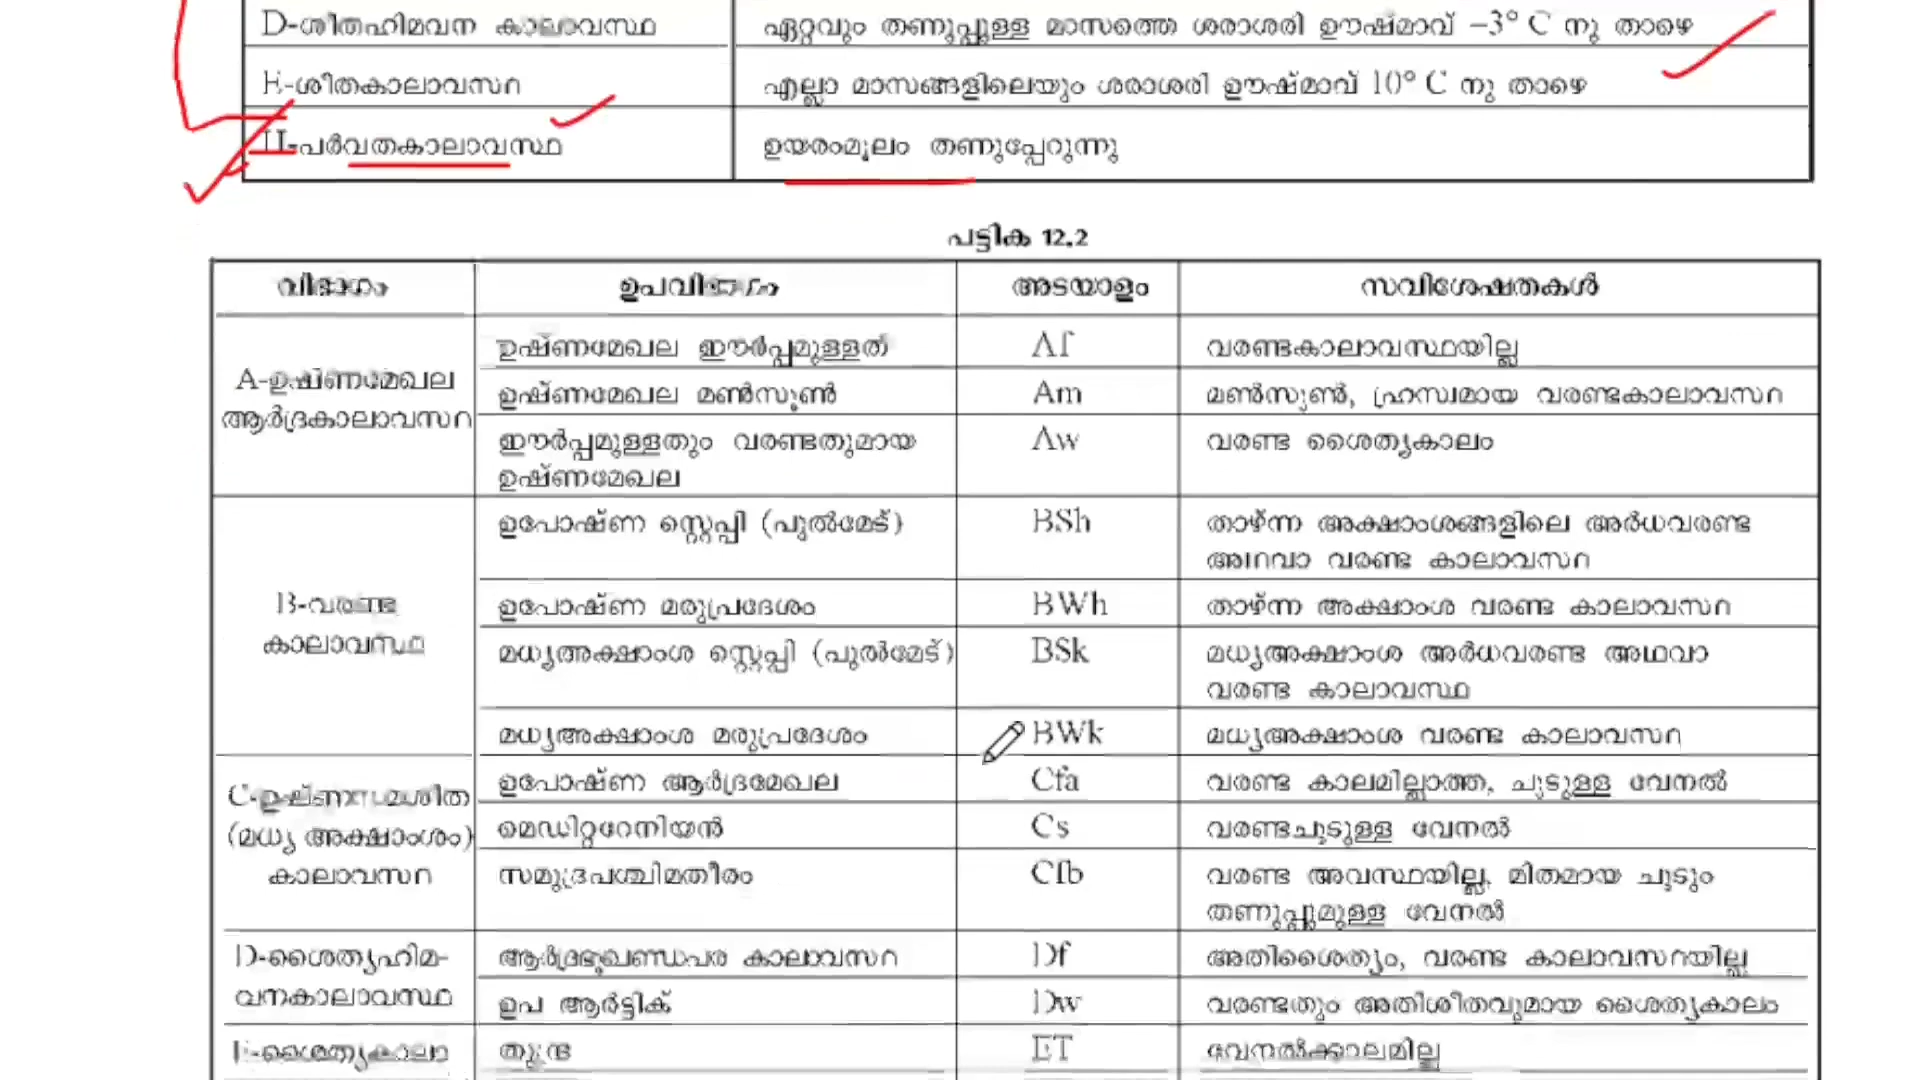 D-ശീതഹിമവന കാലാവസ്ഥ ഏറ്റവും തണുപ്പുള്ള മാസത്തെ ശരാശരി ഊഷ്മാവ് –3° C നു താഴെ
E-ശീതകാലാവസ്ഥ എല്ലാ മാസങ്ങളിലെയും ശരാശരി ഊഷ്മാവ് 10° C നു താഴെ
H-പർവതകാലാവസ്ഥ ഉയരംമൂലം തണുപ്പേറുന്നു
പട്ടിക 12.2
വിഭാഗം ഉപവിഭാഗം അടയാളം സവിശേഷതകൾ
A-ഉഷ്ണമേഖല
ആർദ്രകാലാവസ്ഥ
ഉഷ്ണമേഖല ഈർപ്പമുള്ളത് Af വരണ്ടകാലാവസ്ഥയില്ല
ഉഷ്ണമേഖല മൺസൂൺ Am മൺസൂൺ, ഹ്രസ്വമായ വരണ്ടകാലാവസ്ഥ
ഈർപ്പമുള്ളതും വരണ്ടതുമായ
ഉഷ്ണമേഖല
Aw വരണ്ട ശൈത്യകാലം
B-വരണ്ട
കാലാവസ്ഥ
ഉപോഷ്ണ സ്റ്റെപ്പി (പുൽമേട്) BSh താഴ്ന്ന അക്ഷാംശങ്ങളിലെ അർധവരണ്ട
അഥവാ വരണ്ട കാലാവസ്ഥ
ഉപോഷ്ണ മരുപ്രദേശം BWh താഴ്ന്ന അക്ഷാംശ വരണ്ട കാലാവസ്ഥ
മധ്യഅക്ഷാംശ സ്റ്റെപ്പി (പുൽമേട്) BSk മധ്യഅക്ഷാംശ അർധവരണ്ട അഥവാ
വരണ്ട കാലാവസ്ഥ
മധ്യഅക്ഷാംശ മരുപ്രദേശം BWk മധ്യഅക്ഷാംശ വരണ്ട കാലാവസ്ഥ
C-ഉഷ്ണസമശീത
(മധ്യ അക്ഷാംശം)
കാലാവസ്ഥ
ഉപോഷ്ണ ആർദ്രമേഖല Cfa വരണ്ട കാലമില്ലാത്ത, ചൂടുള്ള വേനൽ
മെഡിറ്ററേനിയൻ Cs വരണ്ടചൂടുള്ള വേനൽ
സമുദ്രപശ്ചിമതീരം Cfb വരണ്ട അവസ്ഥയില്ല, മിതമായ ചൂടും
തണുപ്പുമുള്ള വേനൽ
D-ശൈത്യഹിമ-
വനകാലാവസ്ഥ
ആർദ്രഭൂഖണ്ഡപര കാലാവസ്ഥ Df അതിശൈത്യം, വരണ്ട കാലാവസ്ഥയില്ല
ഉപ ആർട്ടിക് Dw വരണ്ടതും അതിശീതവുമായ ശൈത്യകാലം
E-ശൈത്യകാലാ തുന്ദ്ര ET വേനൽക്കാലമില്ല